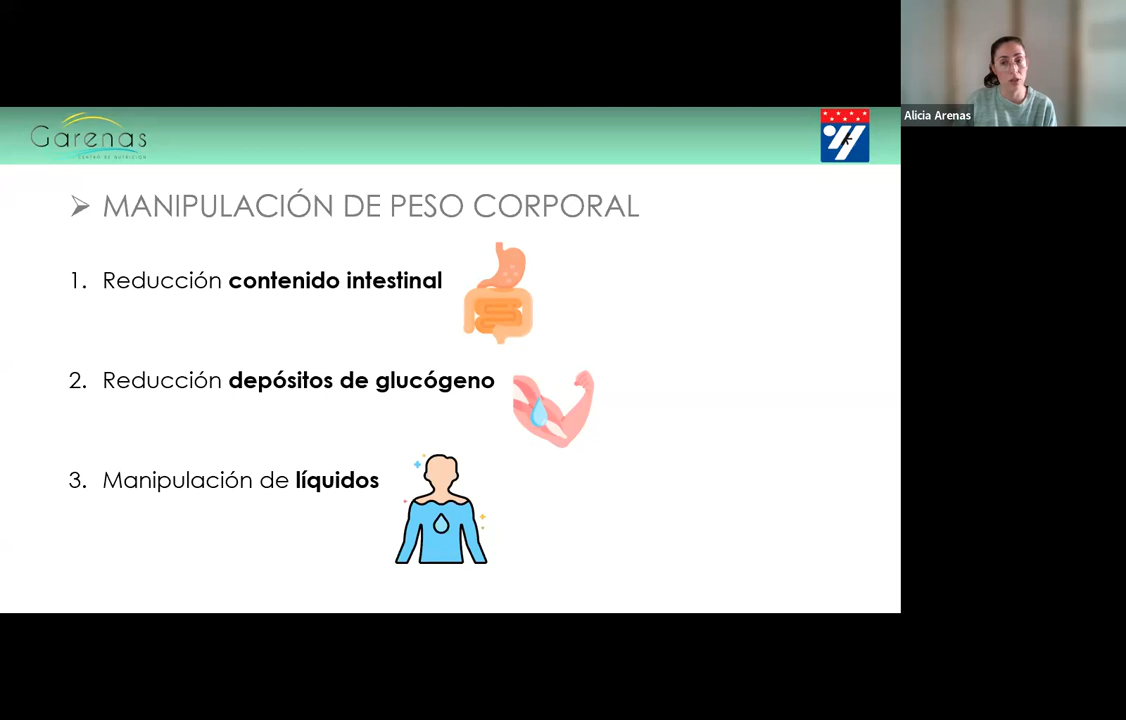 Garenas
CENTRO DE NUTRICIÓN
Alicia Arenas
➢ MANIPULACIÓN DE PESO CORPORAL
1. Reducción contenido intestinal
2. Reducción depósitos de glucógeno
3. Manipulación de líquidos